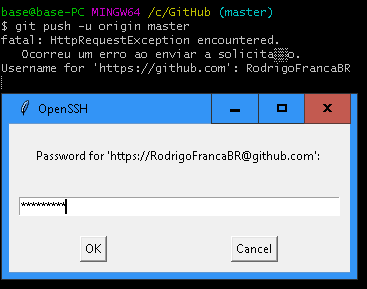 base@base-PC MINGW64 /c/GitHub (master)
$ git push -u origin master
fatal: HttpRequestException encountered.
Ocorreu um erro ao enviar a solicita▒▒o.
Username for 'https://github.com': RodrigoFrancaBR
OpenSSH
Password for 'https://RodrigoFrancaBR@github.com':
*********
OK
Cancel